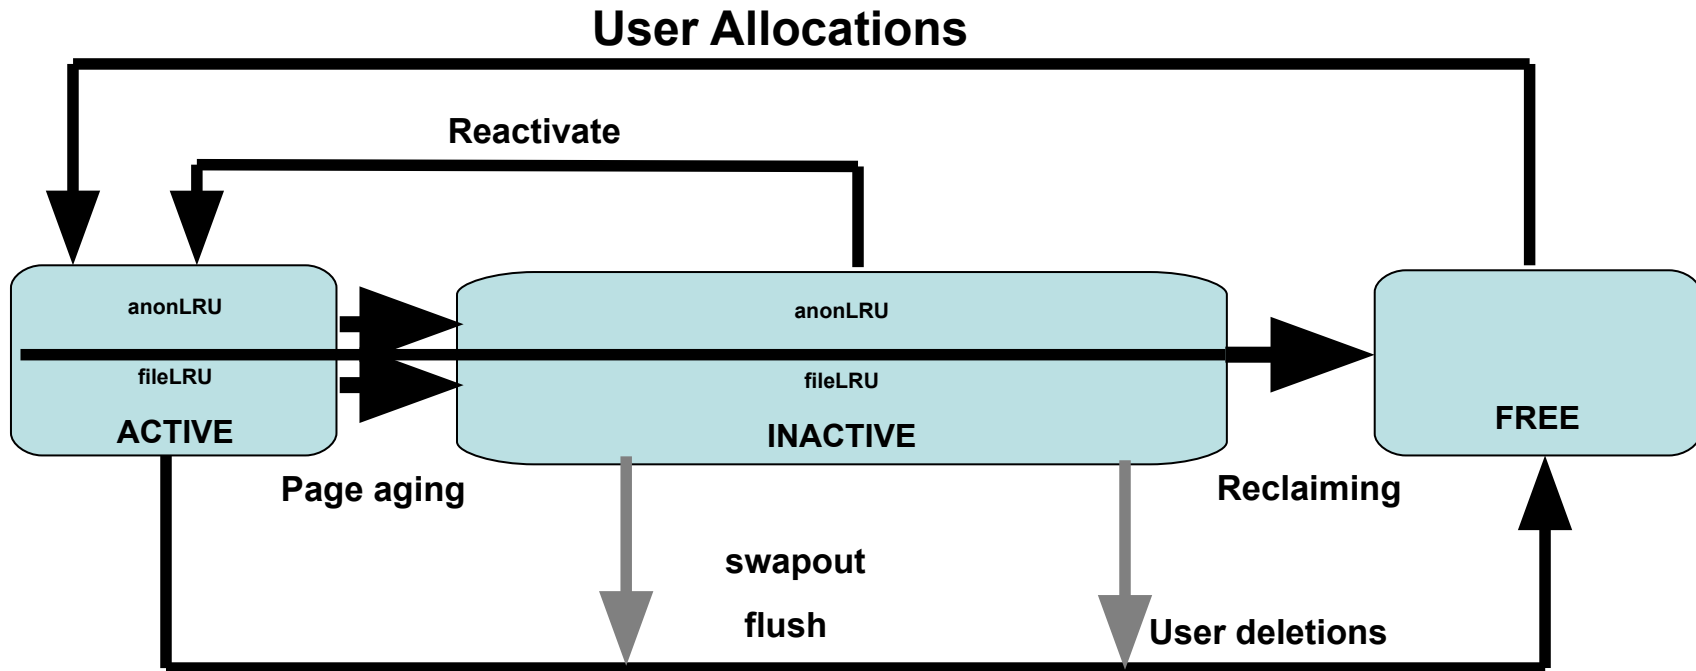 User Allocations
Reactivate
anonLRU
fileLRU
ACTIVE
anonLRU
fileLRU
INACTIVE
FREE
Page aging
Reclaiming
swapout
flush
User deletions